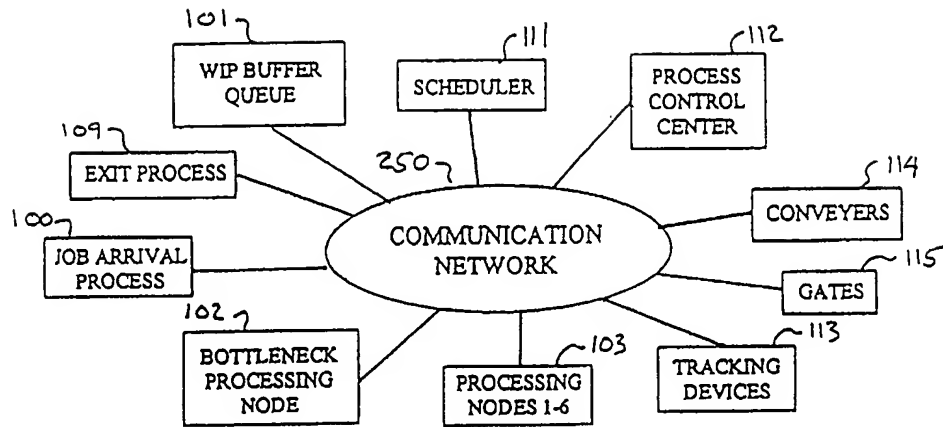 101
WIP BUFFER
QUEUE
111
SCHEDULER
112
PROCESS
CONTROL
CENTER
109
EXIT PROCESS
250
114
CONVEYERS
100
JOB ARRIVAL
PROCESS
COMMUNICATION
NETWORK
115
GATES
102
BOTTLENECK
PROCESSING
NODE
103
PROCESSING
NODES 1-6
113
TRACKING
DEVICES